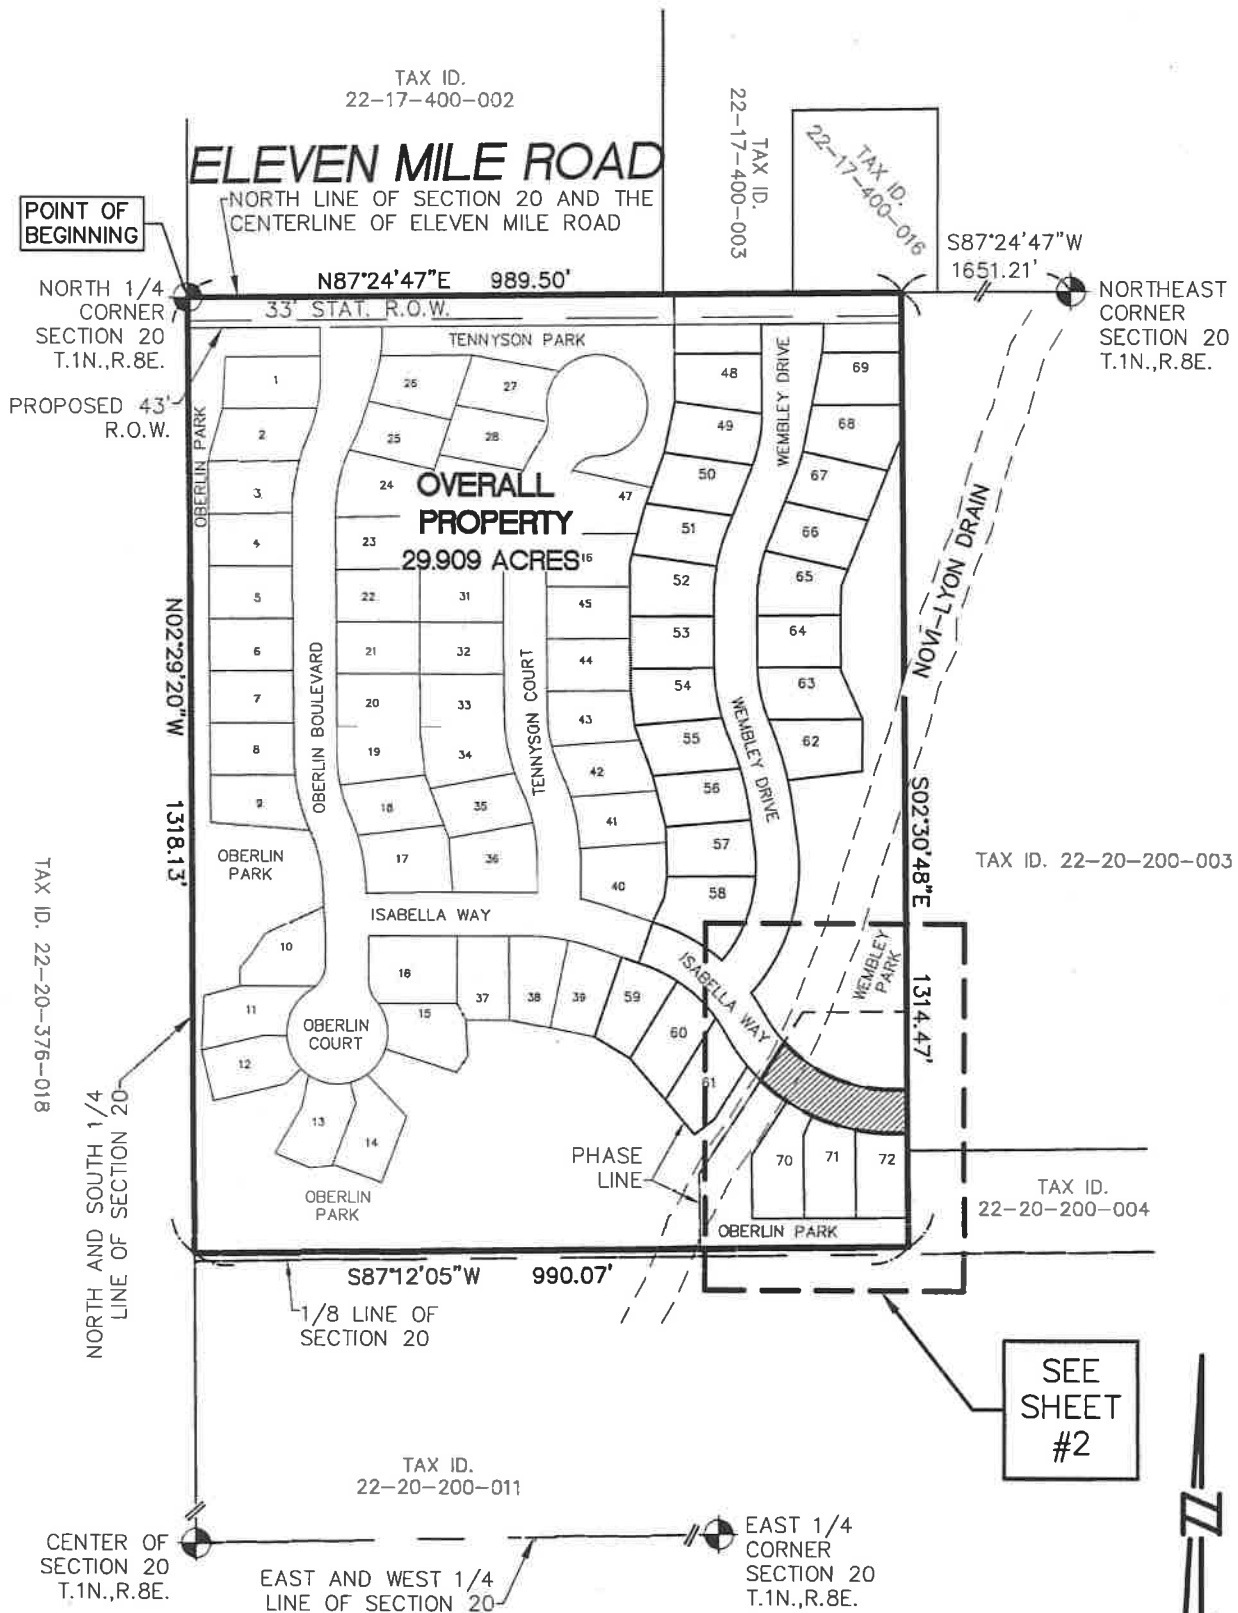 TAX ID.
22-17-400-002
TAX ID.
22-17-400-003
TAX ID.
22-17-400-016
ELEVEN MILE ROAD
NORTH LINE OF SECTION 20 AND THE
CENTERLINE OF ELEVEN MILE ROAD
POINT OF
BEGINNING
S87°24'47"W
1651.21'
N87°24'47"E 989.50'
NORTH 1/4
CORNER
SECTION 20
T.1N.,R.8E.
NORTHEAST
CORNER
SECTION 20
T.1N.,R.8E.
33' STAT. R.O.W.
TENNYSON PARK
PROPOSED 43'
R.O.W.
OBERLIN PARK
1
2
3
4
5
6
7
8
9
26
27
25
28
24
23
22
21
20
19
18
17
31
32
33
34
35
36
OVERALL
PROPERTY
29.909 ACRES
47
45
44
43
42
41
40
48
49
50
51
52
53
54
55
56
57
58
69
68
67
66
65
64
63
62
WEMBLEY DRIVE
WEMBLEY DRIVE
OBERLIN BOULEVARD
TENNYSON COURT
NOVI-LYON DRAIN
N02°29'20"W 1318.13'
S02°30'48"E 1314.47'
TAX ID. 22-20-200-003
TAX ID. 22-20-376-018
OBERLIN
PARK
ISABELLA WAY
ISABELLA WAY
WEMBLEY
PARK
10
11
12
13
14
15
16
37
38
39
59
60
61
OBERLIN
COURT
OBERLIN
PARK
PHASE
LINE
70
71
72
OBERLIN PARK
TAX ID.
22-20-200-004
NORTH AND SOUTH 1/4
LINE OF SECTION 20
S87°12'05"W 990.07'
1/8 LINE OF
SECTION 20
SEE
SHEET
#2
TAX ID.
22-20-200-011
CENTER OF
SECTION 20
T.1N.,R.8E.
EAST AND WEST 1/4
LINE OF SECTION 20
EAST 1/4
CORNER
SECTION 20
T.1N.,R.8E.
N